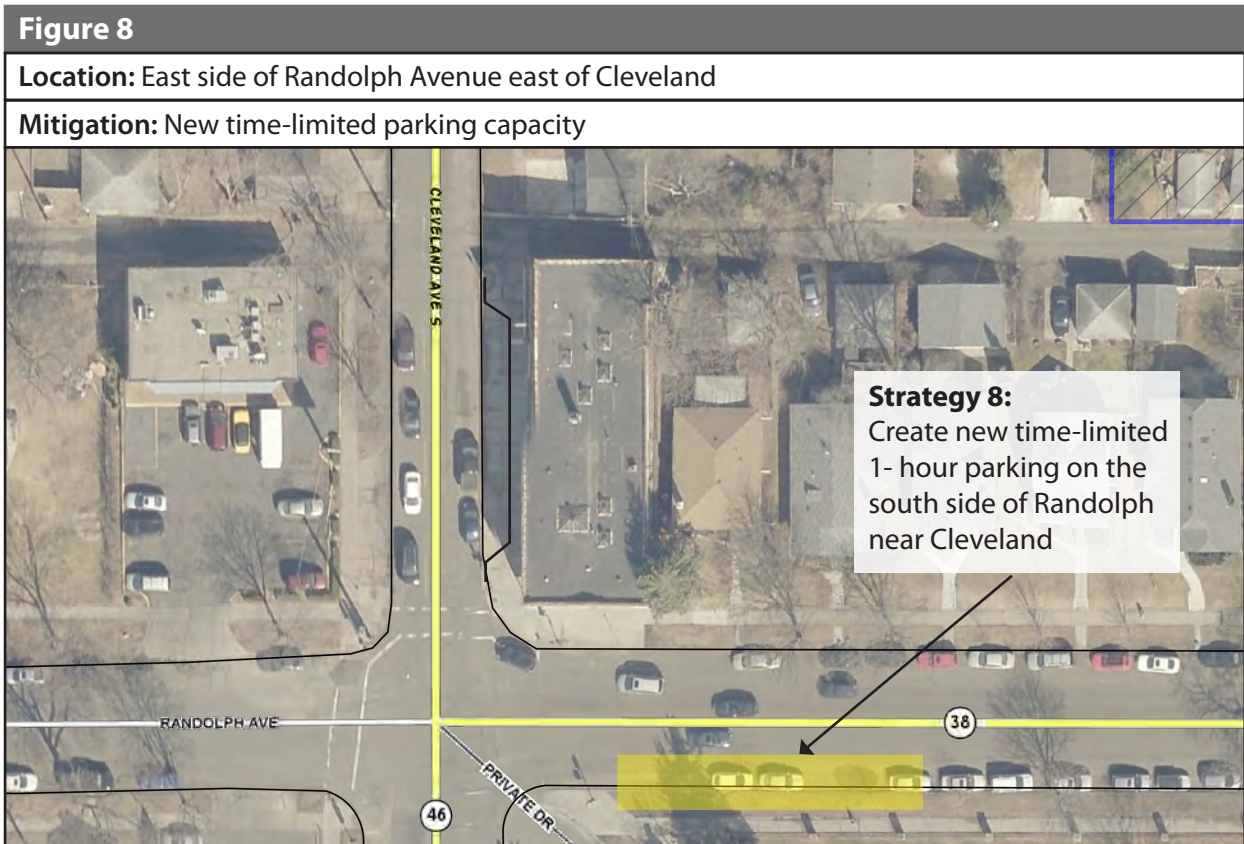 Figure 8
Location: East side of Randolph Avenue east of Cleveland
Mitigation: New time-limited parking capacity
CLEVELAND AVE S
Strategy 8:
Create new time-limited
1- hour parking on the
south side of Randolph
near Cleveland
RANDOLPH AVE
38
PRIVATE DR
46